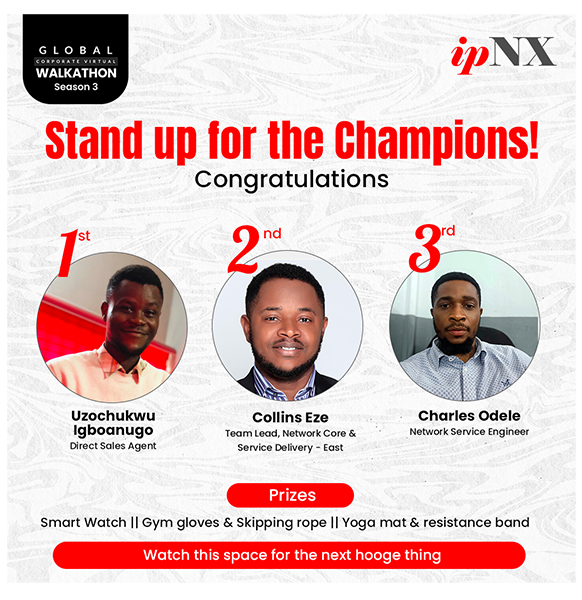 GLOBAL
CORPORATE VIRTUAL
WALKATHON
Season 3
ipNX
Stand up for the Champions!
Congratulations
1st
2nd
3rd
Uzochukwu
Igboanugo
Direct Sales Agent
Collins Eze
Team Lead, Network Core &
Service Delivery - East
Charles Odele
Network Service Engineer
Prizes
Smart Watch || Gym gloves & Skipping rope || Yoga mat & resistance band
Watch this space for the next hooge thing